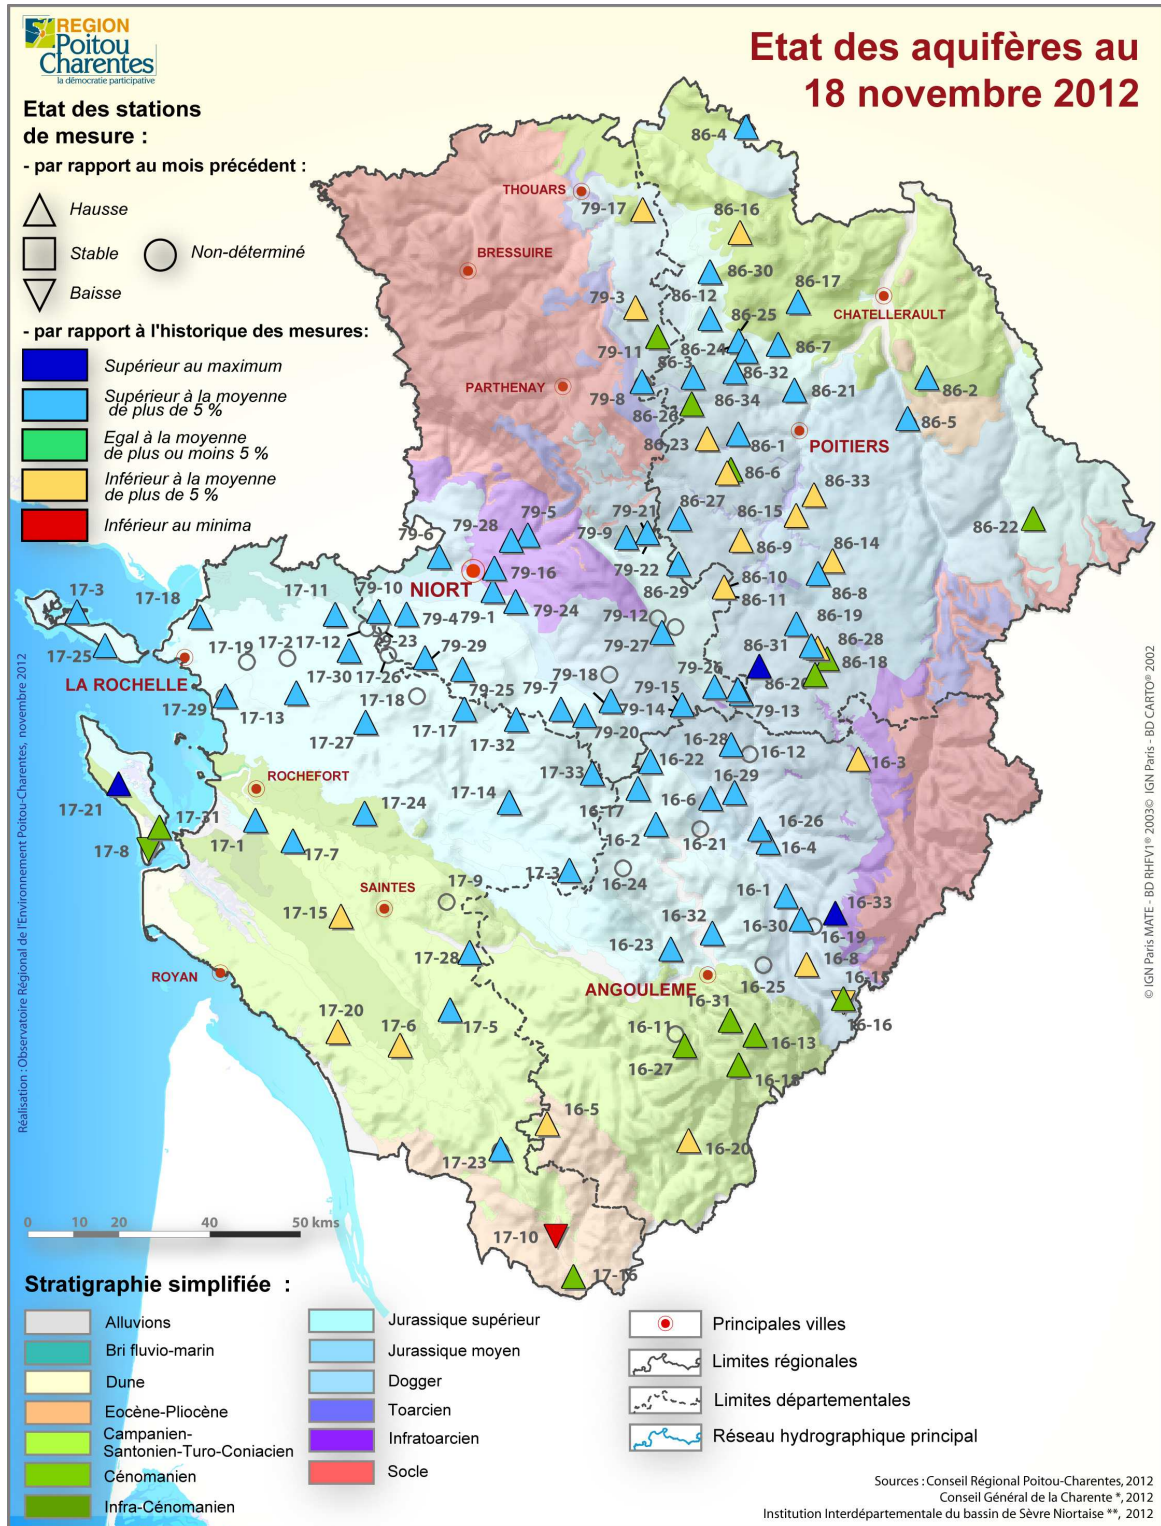 REGION
Poitou
Charentes
la démocratie participative
Etat des aquifères au
18 novembre 2012
Etat des stations
de mesure :
- par rapport au mois précédent :
Hausse
Stable
Non-déterminé
Baisse
- par rapport à l'historique des mesures:
Supérieur au maximum
Supérieur à la moyenne
de plus de 5 %
Egal à la moyenne
de plus ou moins 5 %
Inférieur à la moyenne
de plus de 5 %
Inférieur au minima
86-4
THOUARS
79-17
86-16
BRESSUIRE
86-30
86-17
79-3
86-12
CHATELLERAULT
86-25
79-11
86-24
86-7
86-3
86-32
PARTHENAY
79-8
86-34
86-21
86-2
86-26
86-5
86-23
86-1
POITIERS
86-6
86-33
86-27
86-15
86-22
79-5
79-28
79-21
79-6
79-9
86-9
86-14
79-16
79-22
NIORT
86-29
86-10
86-8
86-11
17-3
17-18
17-11
79-10
79-4
79-1
79-24
79-12
86-19
17-19
17-2
17-12
79-23
79-29
79-27
86-31
86-28
17-25
86-18
LA ROCHELLE
17-30
17-26
79-18
79-26
86-20
17-29
17-13
17-18
79-25
79-7
79-15
79-14
79-13
17-27
17-17
17-32
79-20
16-28
16-12
16-22
16-3
ROCHEFORT
17-33
16-29
17-21
17-31
17-24
17-14
16-17
16-6
17-8
17-1
17-7
16-2
16-21
16-26
16-4
17-3
16-24
SAINTES
17-9
16-1
16-33
17-15
16-32
16-30
16-19
17-28
16-23
16-8
ROYAN
ANGOULEME
16-25
16-15
17-20
17-6
17-5
16-31
16-16
16-11
16-13
16-27
16-18
16-5
16-20
17-23
17-10
17-16
0 10 20 40 50 kms
Stratigraphie simplifiée :
Alluvions
Bri fluvio-marin
Dune
Eocène-Pliocène
Campanien-
Santonien-Turo-Coniacien
Cénomanien
Infra-Cénomanien
Jurassique supérieur
Jurassique moyen
Dogger
Toarcien
Infratoarcien
Socle
Principales villes
Limites régionales
Limites départementales
Réseau hydrographique principal
Sources : Conseil Régional Poitou-Charentes, 2012
Conseil Général de la Charente *, 2012
Institution Interdépartementale du bassin de Sèvre Niortaise **, 2012
Réalisation : Observatoire Régional de l'Environnement Poitou-Charentes, novembre 2012
© IGN Paris MATE - BD RHFV1® 2003© IGN Paris - BD CARTO® 2002